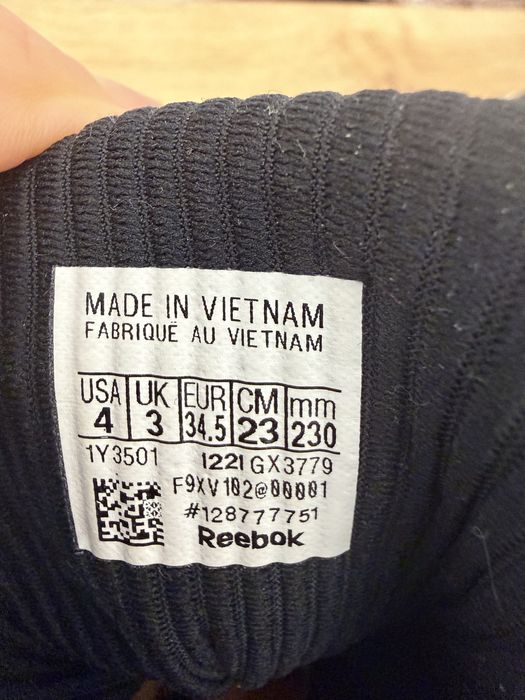 MADE IN VIETNAM
FABRIQUË AU VIETNAM
USA UK EUR CM mm
4 3 34.5 23 230
1Y3501 1221 GX3779
F9XV102@00001
#128777751
Reebok